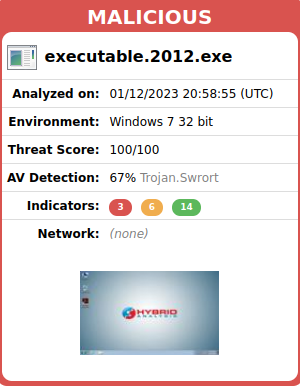 MALICIOUS
executable.2012.exe
Analyzed on: 01/12/2023 20:58:55 (UTC)
Environment: Windows 7 32 bit
Threat Score: 100/100
AV Detection: 67% Trojan.Swrort
Indicators: 3 6 14
Network: (none)
HYBRID
ANALYSIS